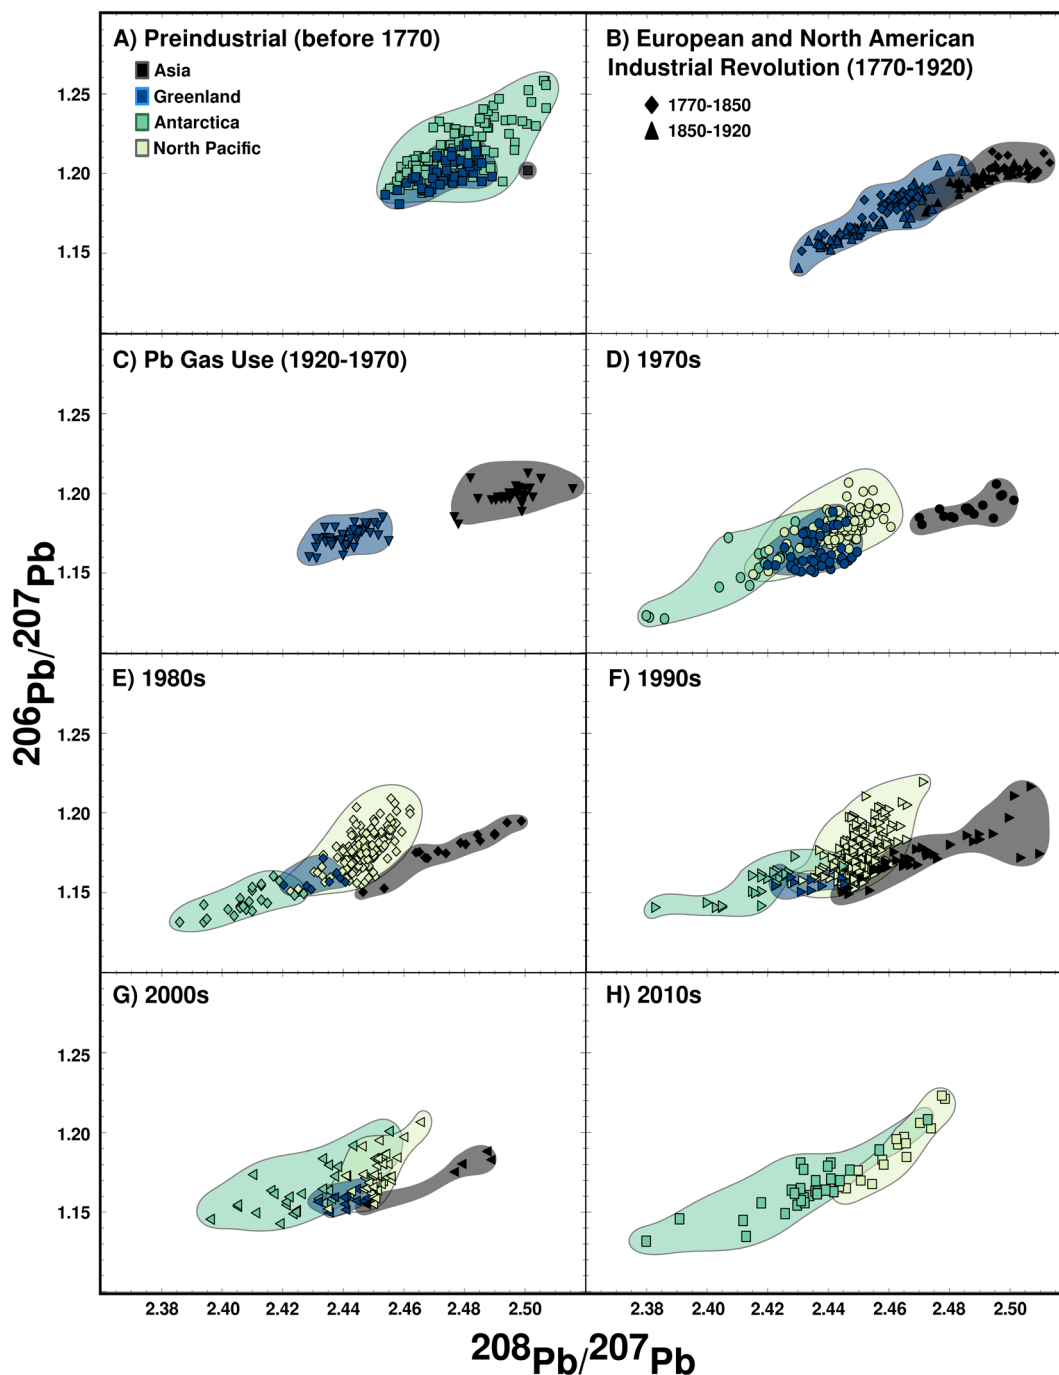 A) Preindustrial (before 1770)
Asia
Greenland
Antarctica
North Pacific
B) European and North American
Industrial Revolution (1770-1920)
1770-1850
1850-1920
1.25
1.20
1.15
C) Pb Gas Use (1920-1970)
D) 1970s
1.25
1.20
1.15
E) 1980s
F) 1990s
1.25
1.20
1.15
G) 2000s
H) 2010s
1.25
1.20
1.15
2.38 2.40 2.42 2.44 2.46 2.48 2.50 2.38 2.40 2.42 2.44 2.46 2.48 2.50
206Pb/207Pb
208Pb/207Pb